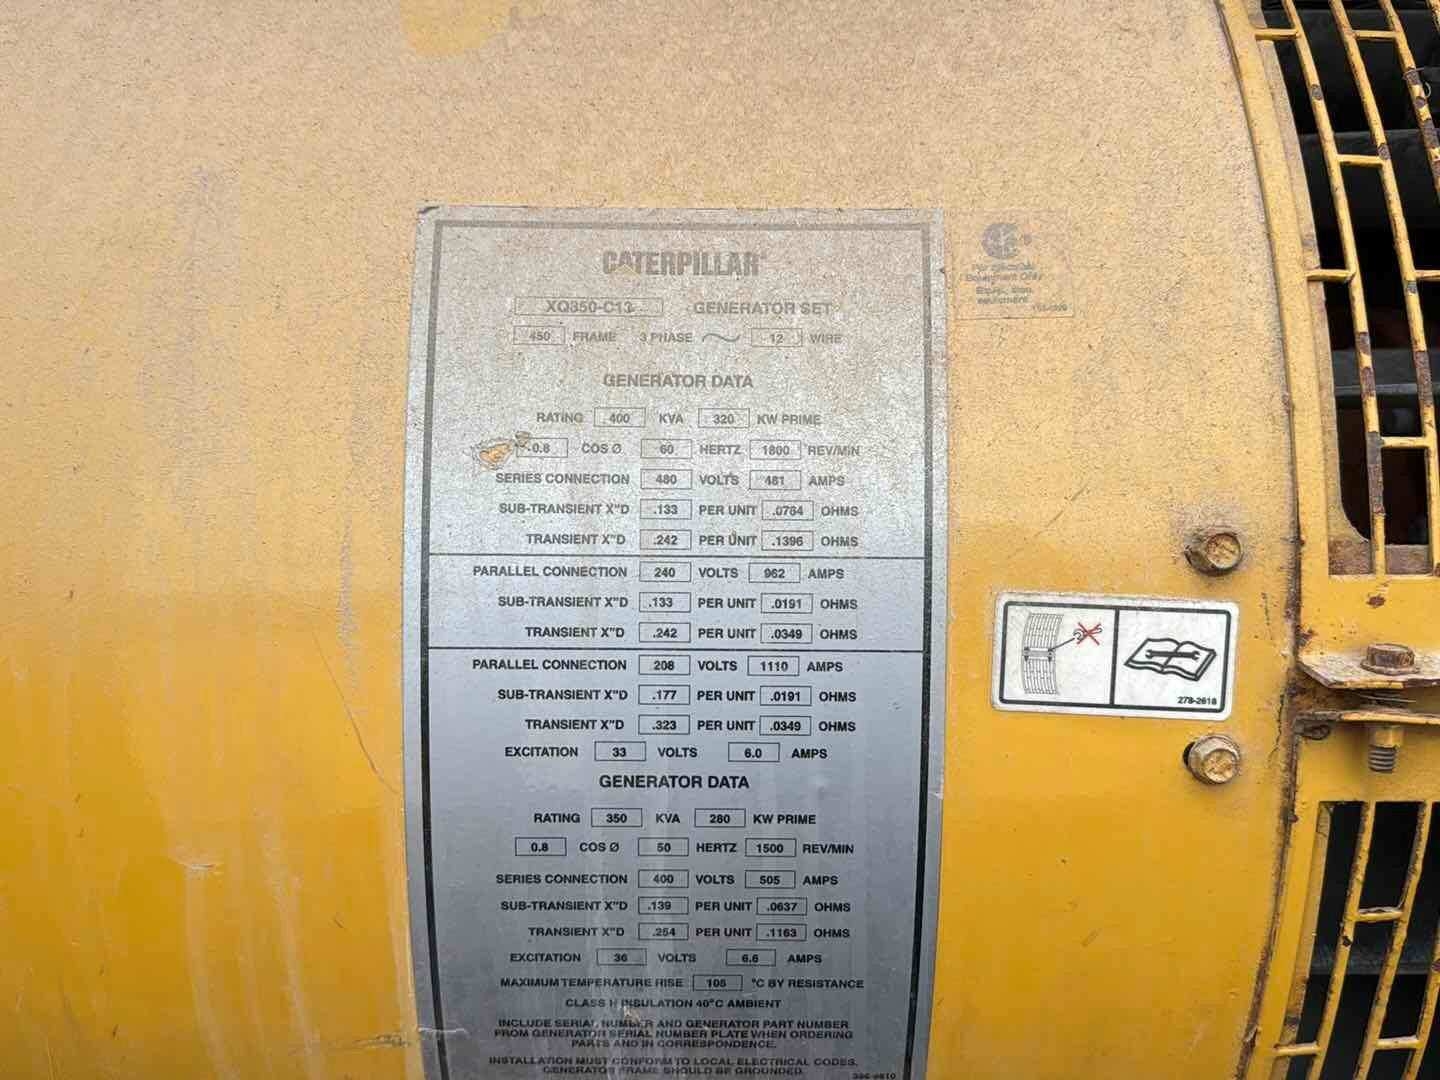 CATERPILLAR®
XQ350-C13 GENERATOR SET
450 FRAME 3 PHASE 12 WIRE
GENERATOR DATA
RATING 400 KVA 320 KW PRIME
0.8 COS Ø 60 HERTZ 1800 REV/MIN
SERIES CONNECTION 480 VOLTS 481 AMPS
SUB-TRANSIENT X"D .133 PER UNIT .0764 OHMS
TRANSIENT X"D .242 PER UNIT .1396 OHMS
PARALLEL CONNECTION 240 VOLTS 962 AMPS
SUB-TRANSIENT X"D .133 PER UNIT .0191 OHMS
TRANSIENT X"D .242 PER UNIT .0349 OHMS
PARALLEL CONNECTION 208 VOLTS 1110 AMPS
SUB-TRANSIENT X"D .177 PER UNIT .0191 OHMS
TRANSIENT X"D .323 PER UNIT .0349 OHMS
EXCITATION 33 VOLTS 6.0 AMPS
GENERATOR DATA
RATING 350 KVA 280 KW PRIME
0.8 COS Ø 50 HERTZ 1500 REV/MIN
SERIES CONNECTION 400 VOLTS 505 AMPS
SUB-TRANSIENT X"D .139 PER UNIT .0637 OHMS
TRANSIENT X"D .254 PER UNIT .1163 OHMS
EXCITATION 36 VOLTS 6.6 AMPS
MAXIMUM TEMPERATURE RISE 105 °C BY RESISTANCE
CLASS H INSULATION 40°C AMBIENT
INCLUDE SERIAL NUMBER AND GENERATOR PART NUMBER
FROM GENERATOR SERIAL NUMBER PLATE WHEN ORDERING
PARTS AND IN CORRESPONDENCE.
INSTALLATION MUST CONFORM TO LOCAL ELECTRICAL CODES.
GENERATOR FRAME SHOULD BE GROUNDED.
Equipment Only
equipement
278-2618